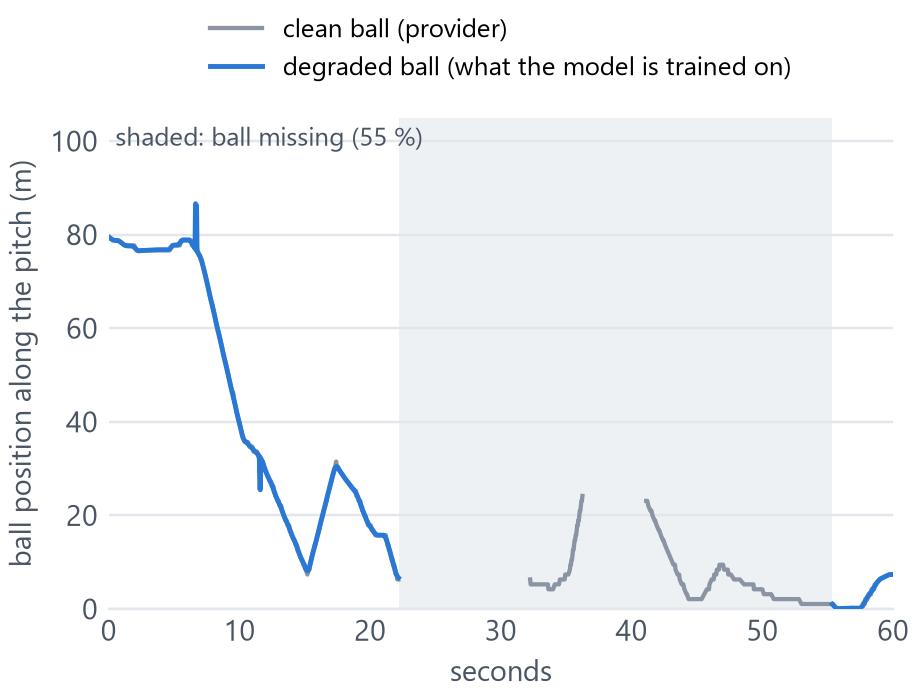 clean ball (provider)
degraded ball (what the model is trained on)
shaded: ball missing (55 %)
100
80
60
40
20
0
ball position along the pitch (m)
0 10 20 30 40 50 60
seconds